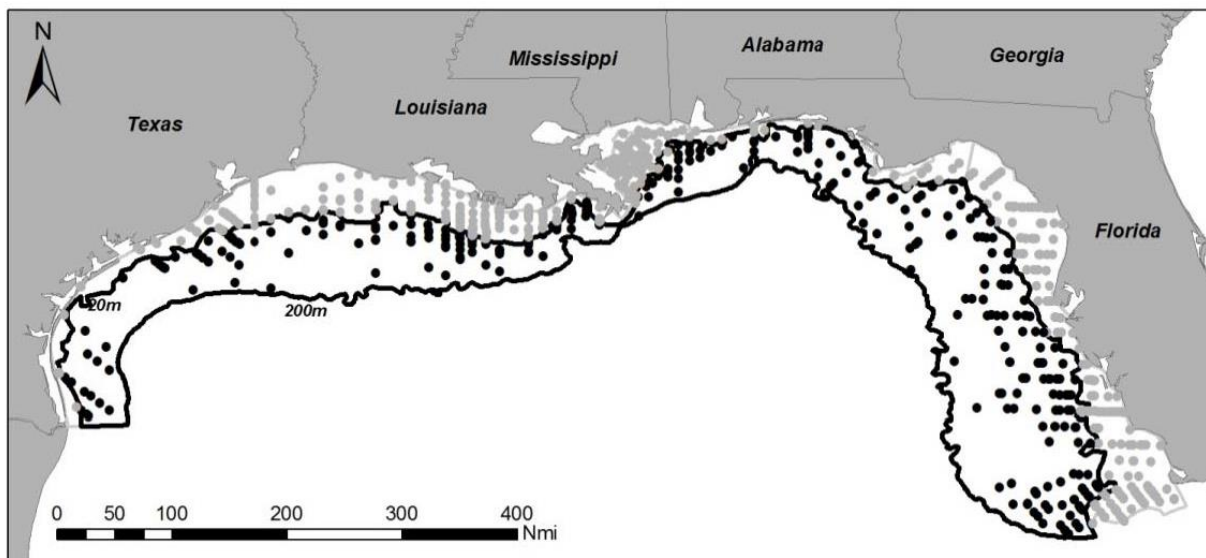 N
Mississippi
Alabama
Georgia
Louisiana
Texas
Florida
20m
200m
0 50 100 200 300 400
Nmi